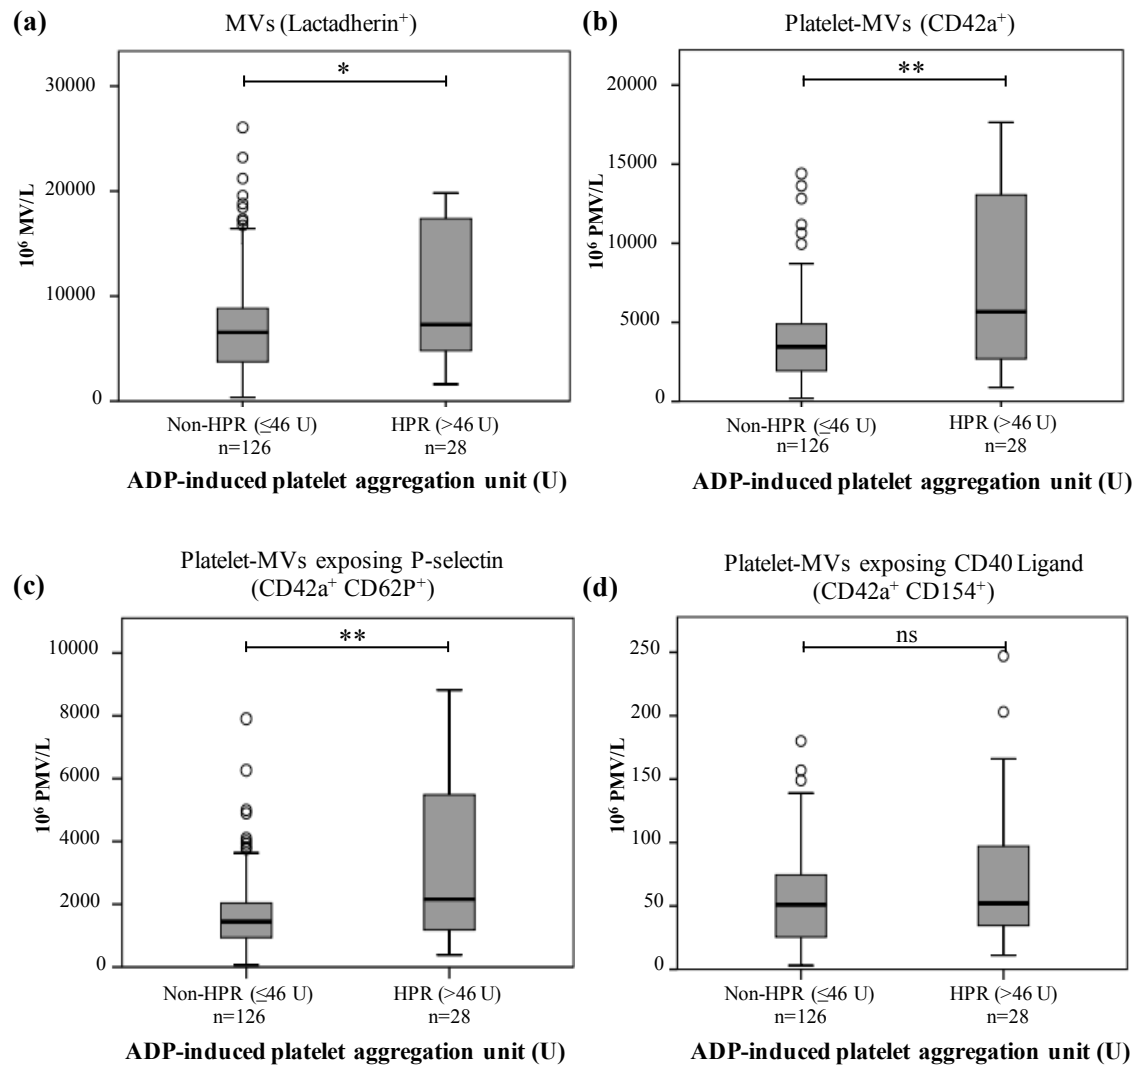 (a)
MVs (Lactadherin⁺)
*
30000
20000
10000
0
10⁶ MV/L
Non-HPR (≤46 U)
n=126
HPR (>46 U)
n=28
ADP-induced platelet aggregation unit (U)
(b)
Platelet-MVs (CD42a⁺)
**
20000
15000
10000
5000
0
10⁶ PMV/L
Non-HPR (≤46 U)
n=126
HPR (>46 U)
n=28
ADP-induced platelet aggregation unit (U)
(c)
Platelet-MVs exposing P-selectin
(CD42a⁺ CD62P⁺)
**
10000
8000
6000
4000
2000
0
10⁶ PMV/L
Non-HPR (≤46 U)
n=126
HPR (>46 U)
n=28
ADP-induced platelet aggregation unit (U)
(d)
Platelet-MVs exposing CD40 Ligand
(CD42a⁺ CD154⁺)
ns
250
200
150
100
50
0
10⁶ PMV/L
Non-HPR (≤46 U)
n=126
HPR (>46 U)
n=28
ADP-induced platelet aggregation unit (U)